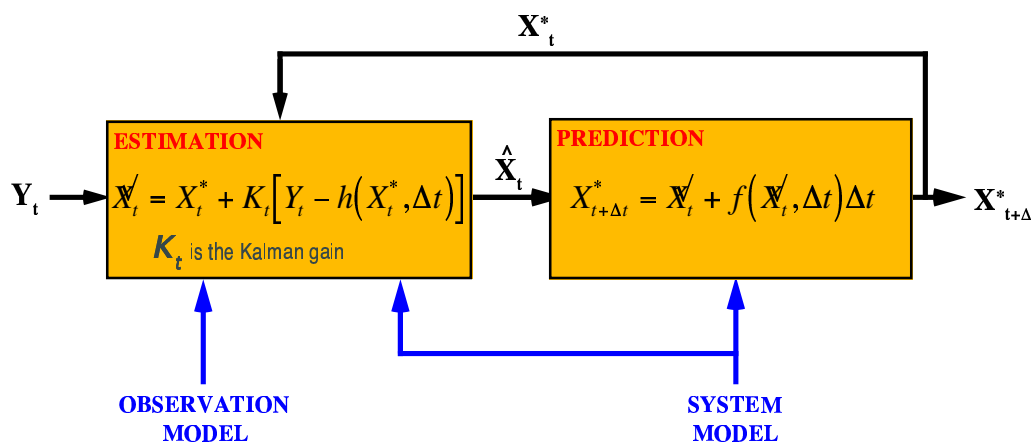 X*t
ESTIMATION
PREDICTION
X̂t
Yt
= X*t + Kt[Yt − h(X*t, Δt)]
X*t+Δt = + f( , Δt)Δt
X*t+Δ
Kt is the Kalman gain
OBSERVATION
MODEL
SYSTEM
MODEL